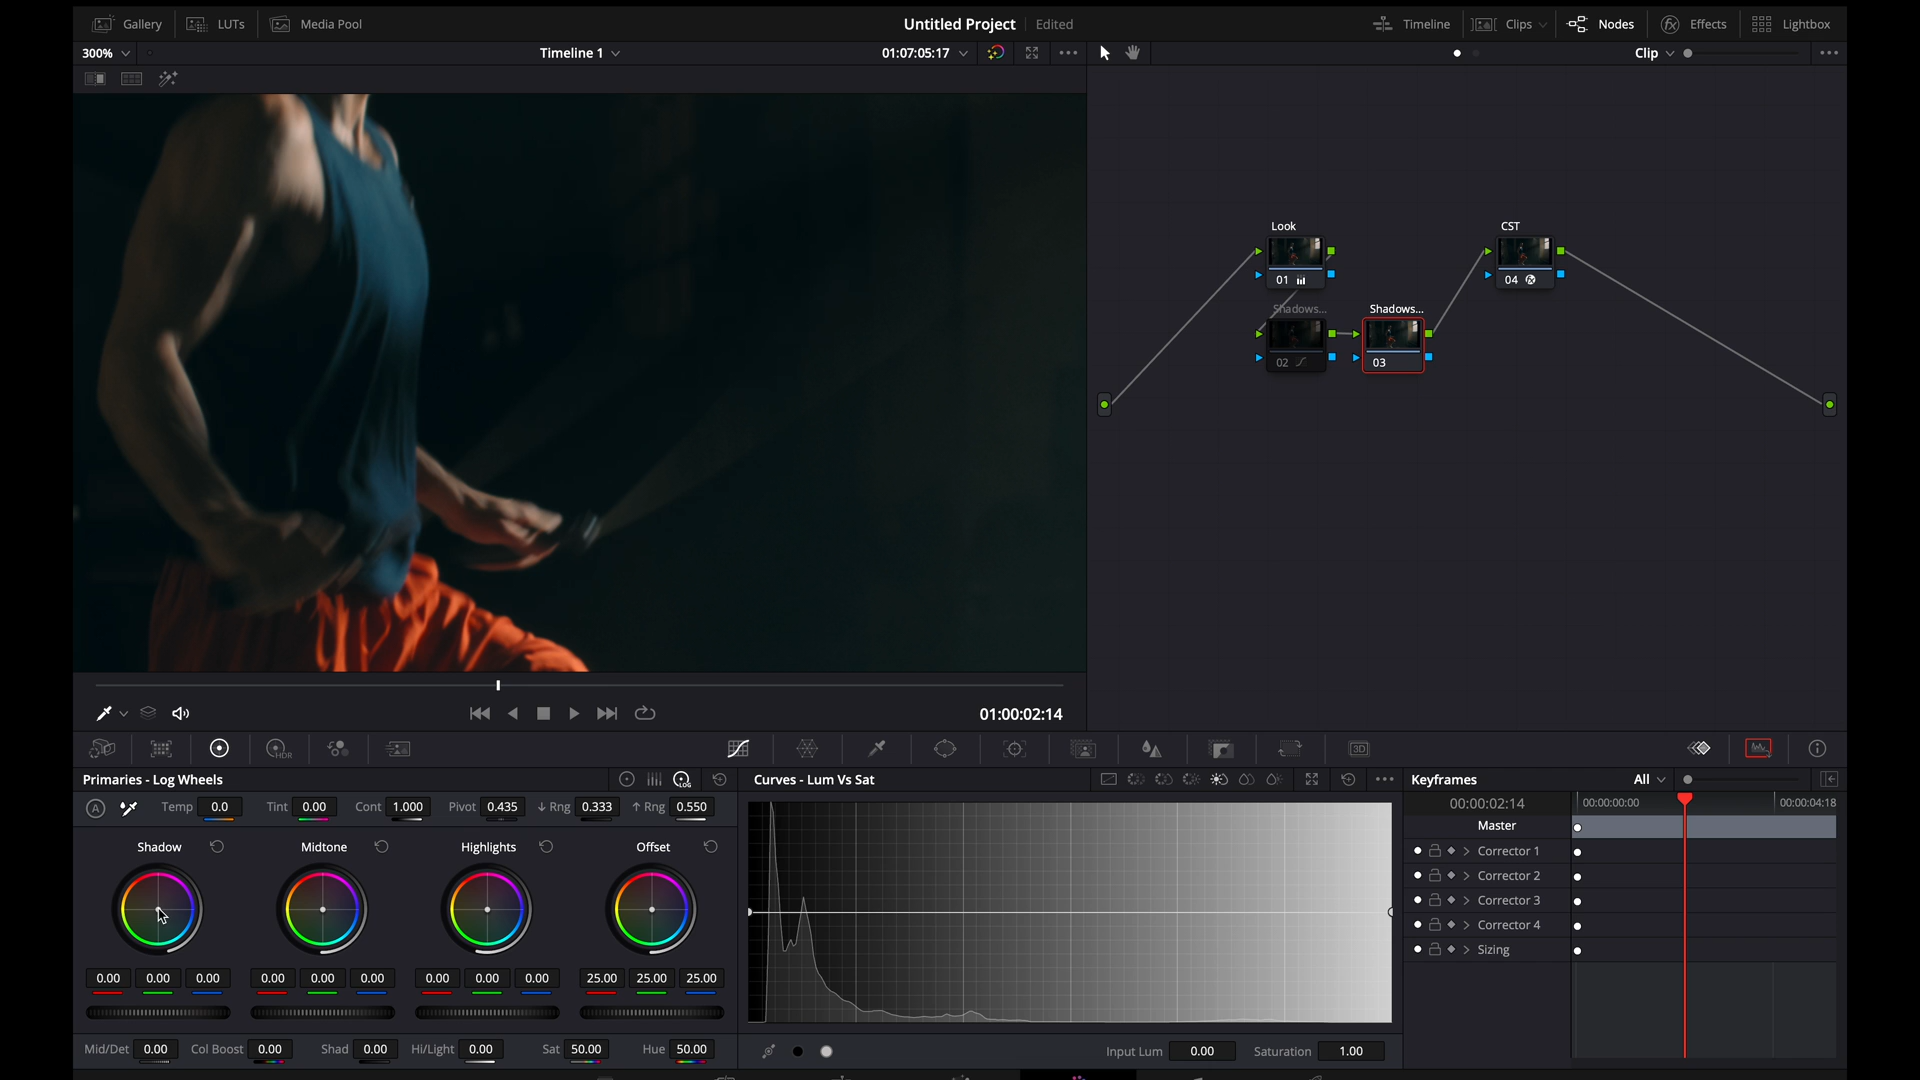 Gallery LUTs Media Pool Untitled Project Edited Timeline Clips Nodes Effects Lightbox
300% Timeline 1 01:07:05:17 Clip
Look
01
CST
04
Shadows...
02
Shadows...
03
01:00:02:14
HDR
3D
Primaries - Log Wheels
LOG
A Temp 0.0 Tint 0.00 Cont 1.000 Pivot 0.435 ↓ Rng 0.333 ↑ Rng 0.550
Shadow Midtone Highlights Offset
0.00 0.00 0.00 0.00 0.00 0.00 0.00 0.00 0.00 25.00 25.00 25.00
Mid/Det 0.00 Col Boost 0.00 Shad 0.00 Hi/Light 0.00 Sat 50.00 Hue 50.00
Curves - Lum Vs Sat
Input Lum 0.00 Saturation 1.00
Keyframes All
00:00:02:14 00:00:00:00 00:00:04:18
Master
Corrector 1
Corrector 2
Corrector 3
Corrector 4
Sizing